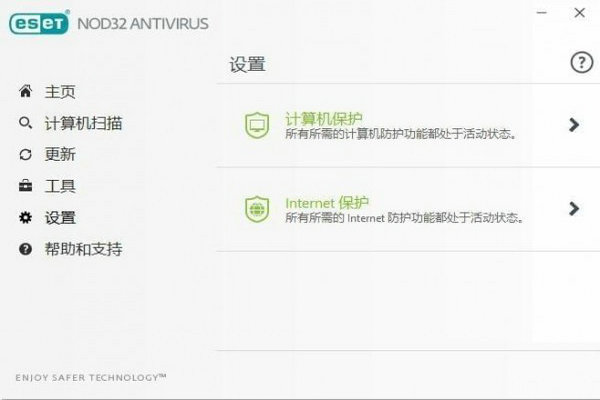 eset NOD32 ANTIVIRUS
主页
计算机扫描
更新
工具
设置
帮助和支持
设置
?
计算机保护
所有所需的计算机防护功能都处于活动状态。
Internet 保护
所有所需的 Internet 防护功能都处于活动状态。
ENJOY SAFER TECHNOLOGY™